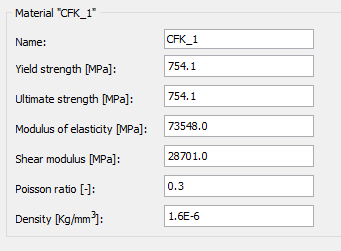 Material "CFK_1"
Name: CFK_1
Yield strength [MPa]: 754.1
Ultimate strength [MPa]: 754.1
Modulus of elasticity [MPa]: 73548.0
Shear modulus [MPa]: 28701.0
Poisson ratio [-]: 0.3
Density [Kg/mm³]: 1.6E-6